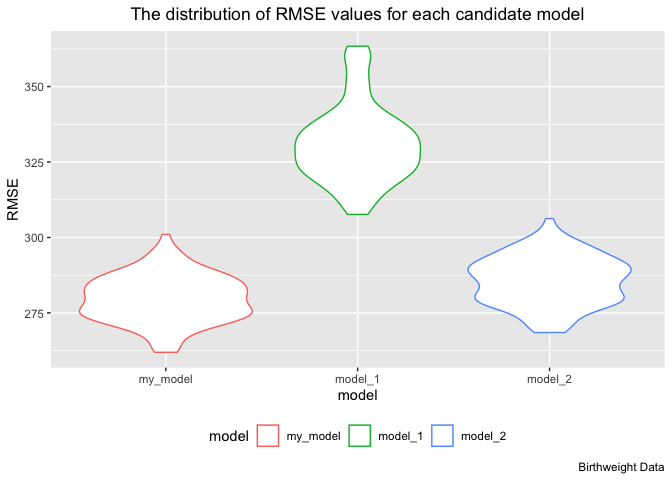 The distribution of RMSE values for each candidate model
350
325
300
275
RMSE
my_model model_1 model_2
model
model my_model model_1 model_2
Birthweight Data